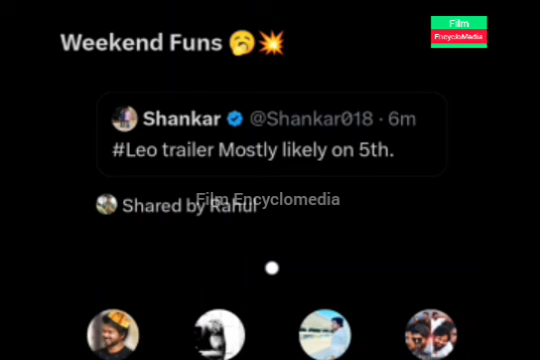 Film
EncycloMedia
Weekend Funs 🥱💥
Shankar @Shankar018 · 6m
#Leo trailer Mostly likely on 5th.
Film Encyclomedia
Shared by Rahul